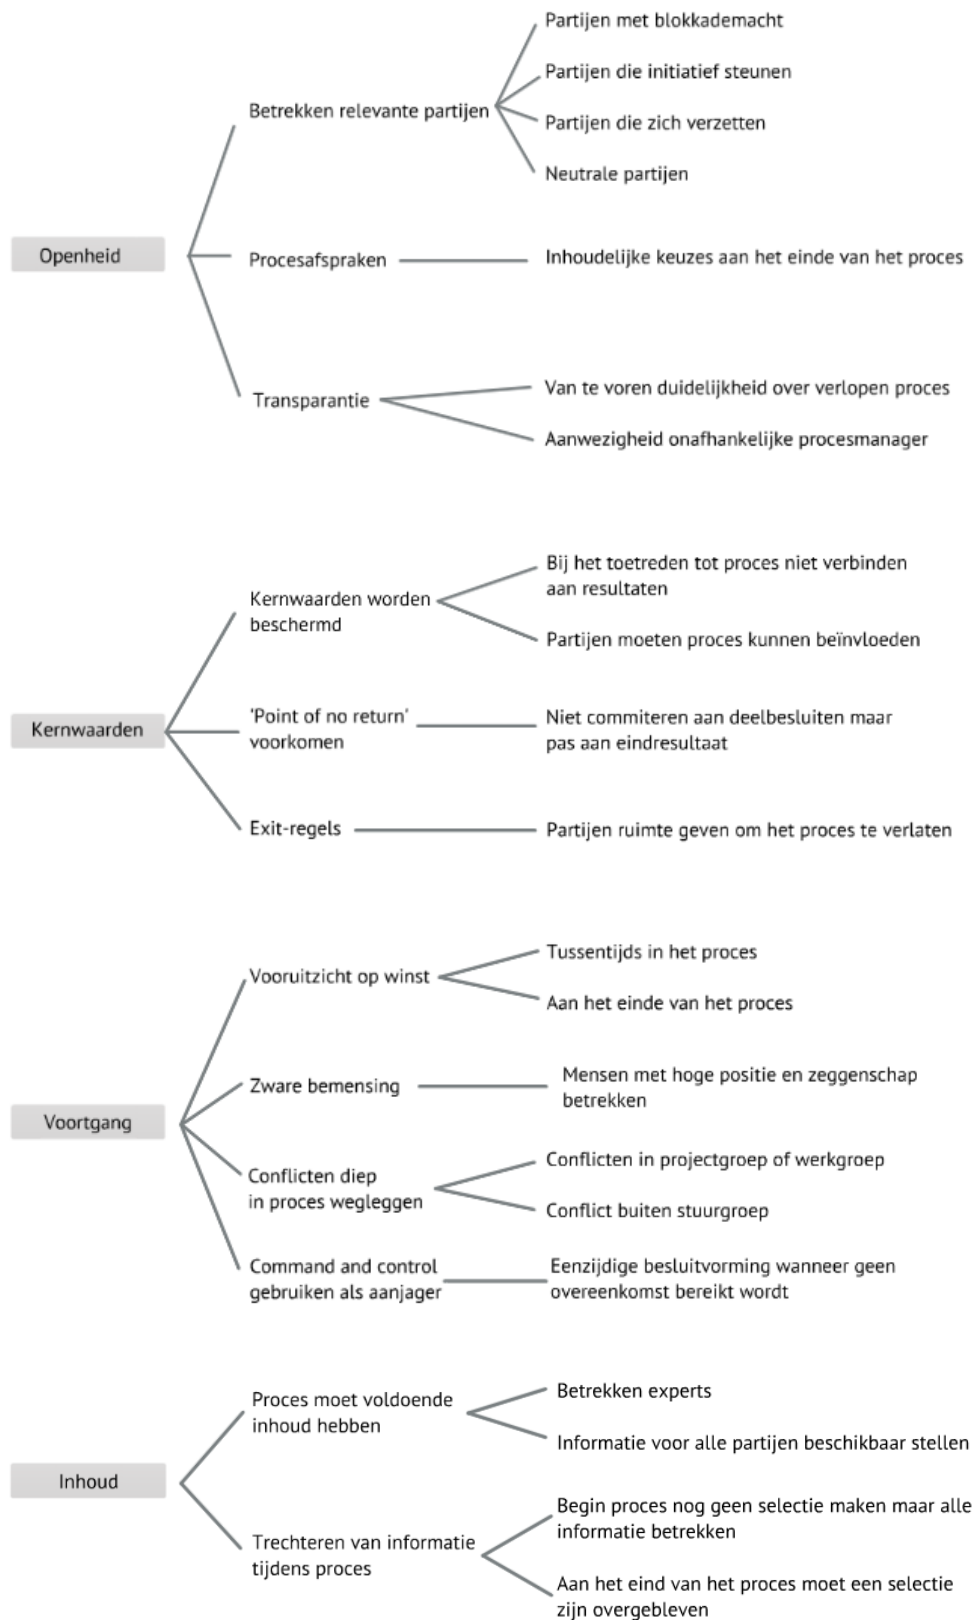 Openheid
Betrekken relevante partijen
Partijen met blokkademacht
Partijen die initiatief steunen
Partijen die zich verzetten
Neutrale partijen
Procesafspraken
Inhoudelijke keuzes aan het einde van het proces
Transparantie
Van te voren duidelijkheid over verlopen proces
Aanwezigheid onafhankelijke procesmanager
Kernwaarden
Kernwaarden worden
beschermd
Bij het toetreden tot proces niet verbinden
aan resultaten
Partijen moeten proces kunnen beïnvloeden
'Point of no return'
voorkomen
Niet commiteren aan deelbesluiten maar
pas aan eindresultaat
Exit-regels
Partijen ruimte geven om het proces te verlaten
Voortgang
Vooruitzicht op winst
Tussentijds in het proces
Aan het einde van het proces
Zware bemensing
Mensen met hoge positie en zeggenschap
betrekken
Conflicten diep
in proces wegleggen
Conflicten in projectgroep of werkgroep
Conflict buiten stuurgroep
Command and control
gebruiken als aanjager
Eenzijdige besluitvorming wanneer geen
overeenkomst bereikt wordt
Inhoud
Proces moet voldoende
inhoud hebben
Betrekken experts
Informatie voor alle partijen beschikbaar stellen
Trechteren van informatie
tijdens proces
Begin proces nog geen selectie maken maar alle
informatie betrekken
Aan het eind van het proces moet een selectie
zijn overgebleven